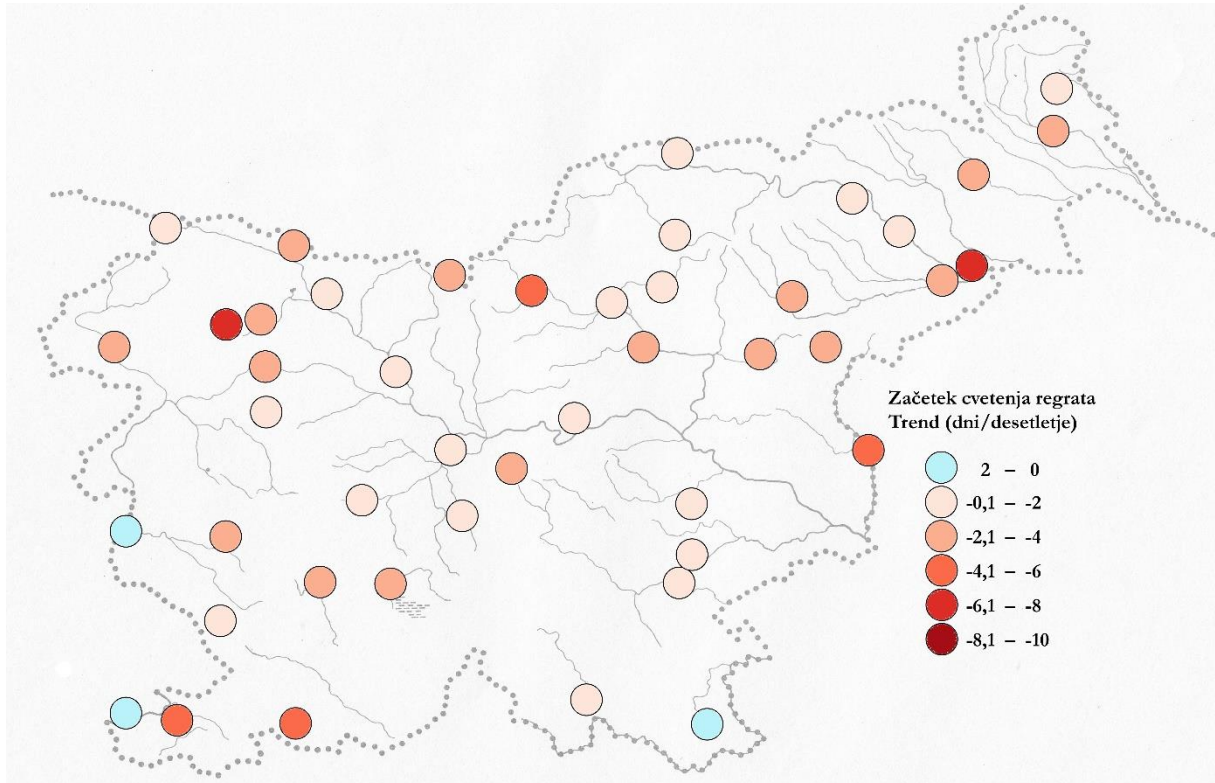 Začetek cvetenja regrata
Trend (dni/desetletje)
2 – 0
-0,1 – -2
-2,1 – -4
-4,1 – -6
-6,1 – -8
-8,1 – -10